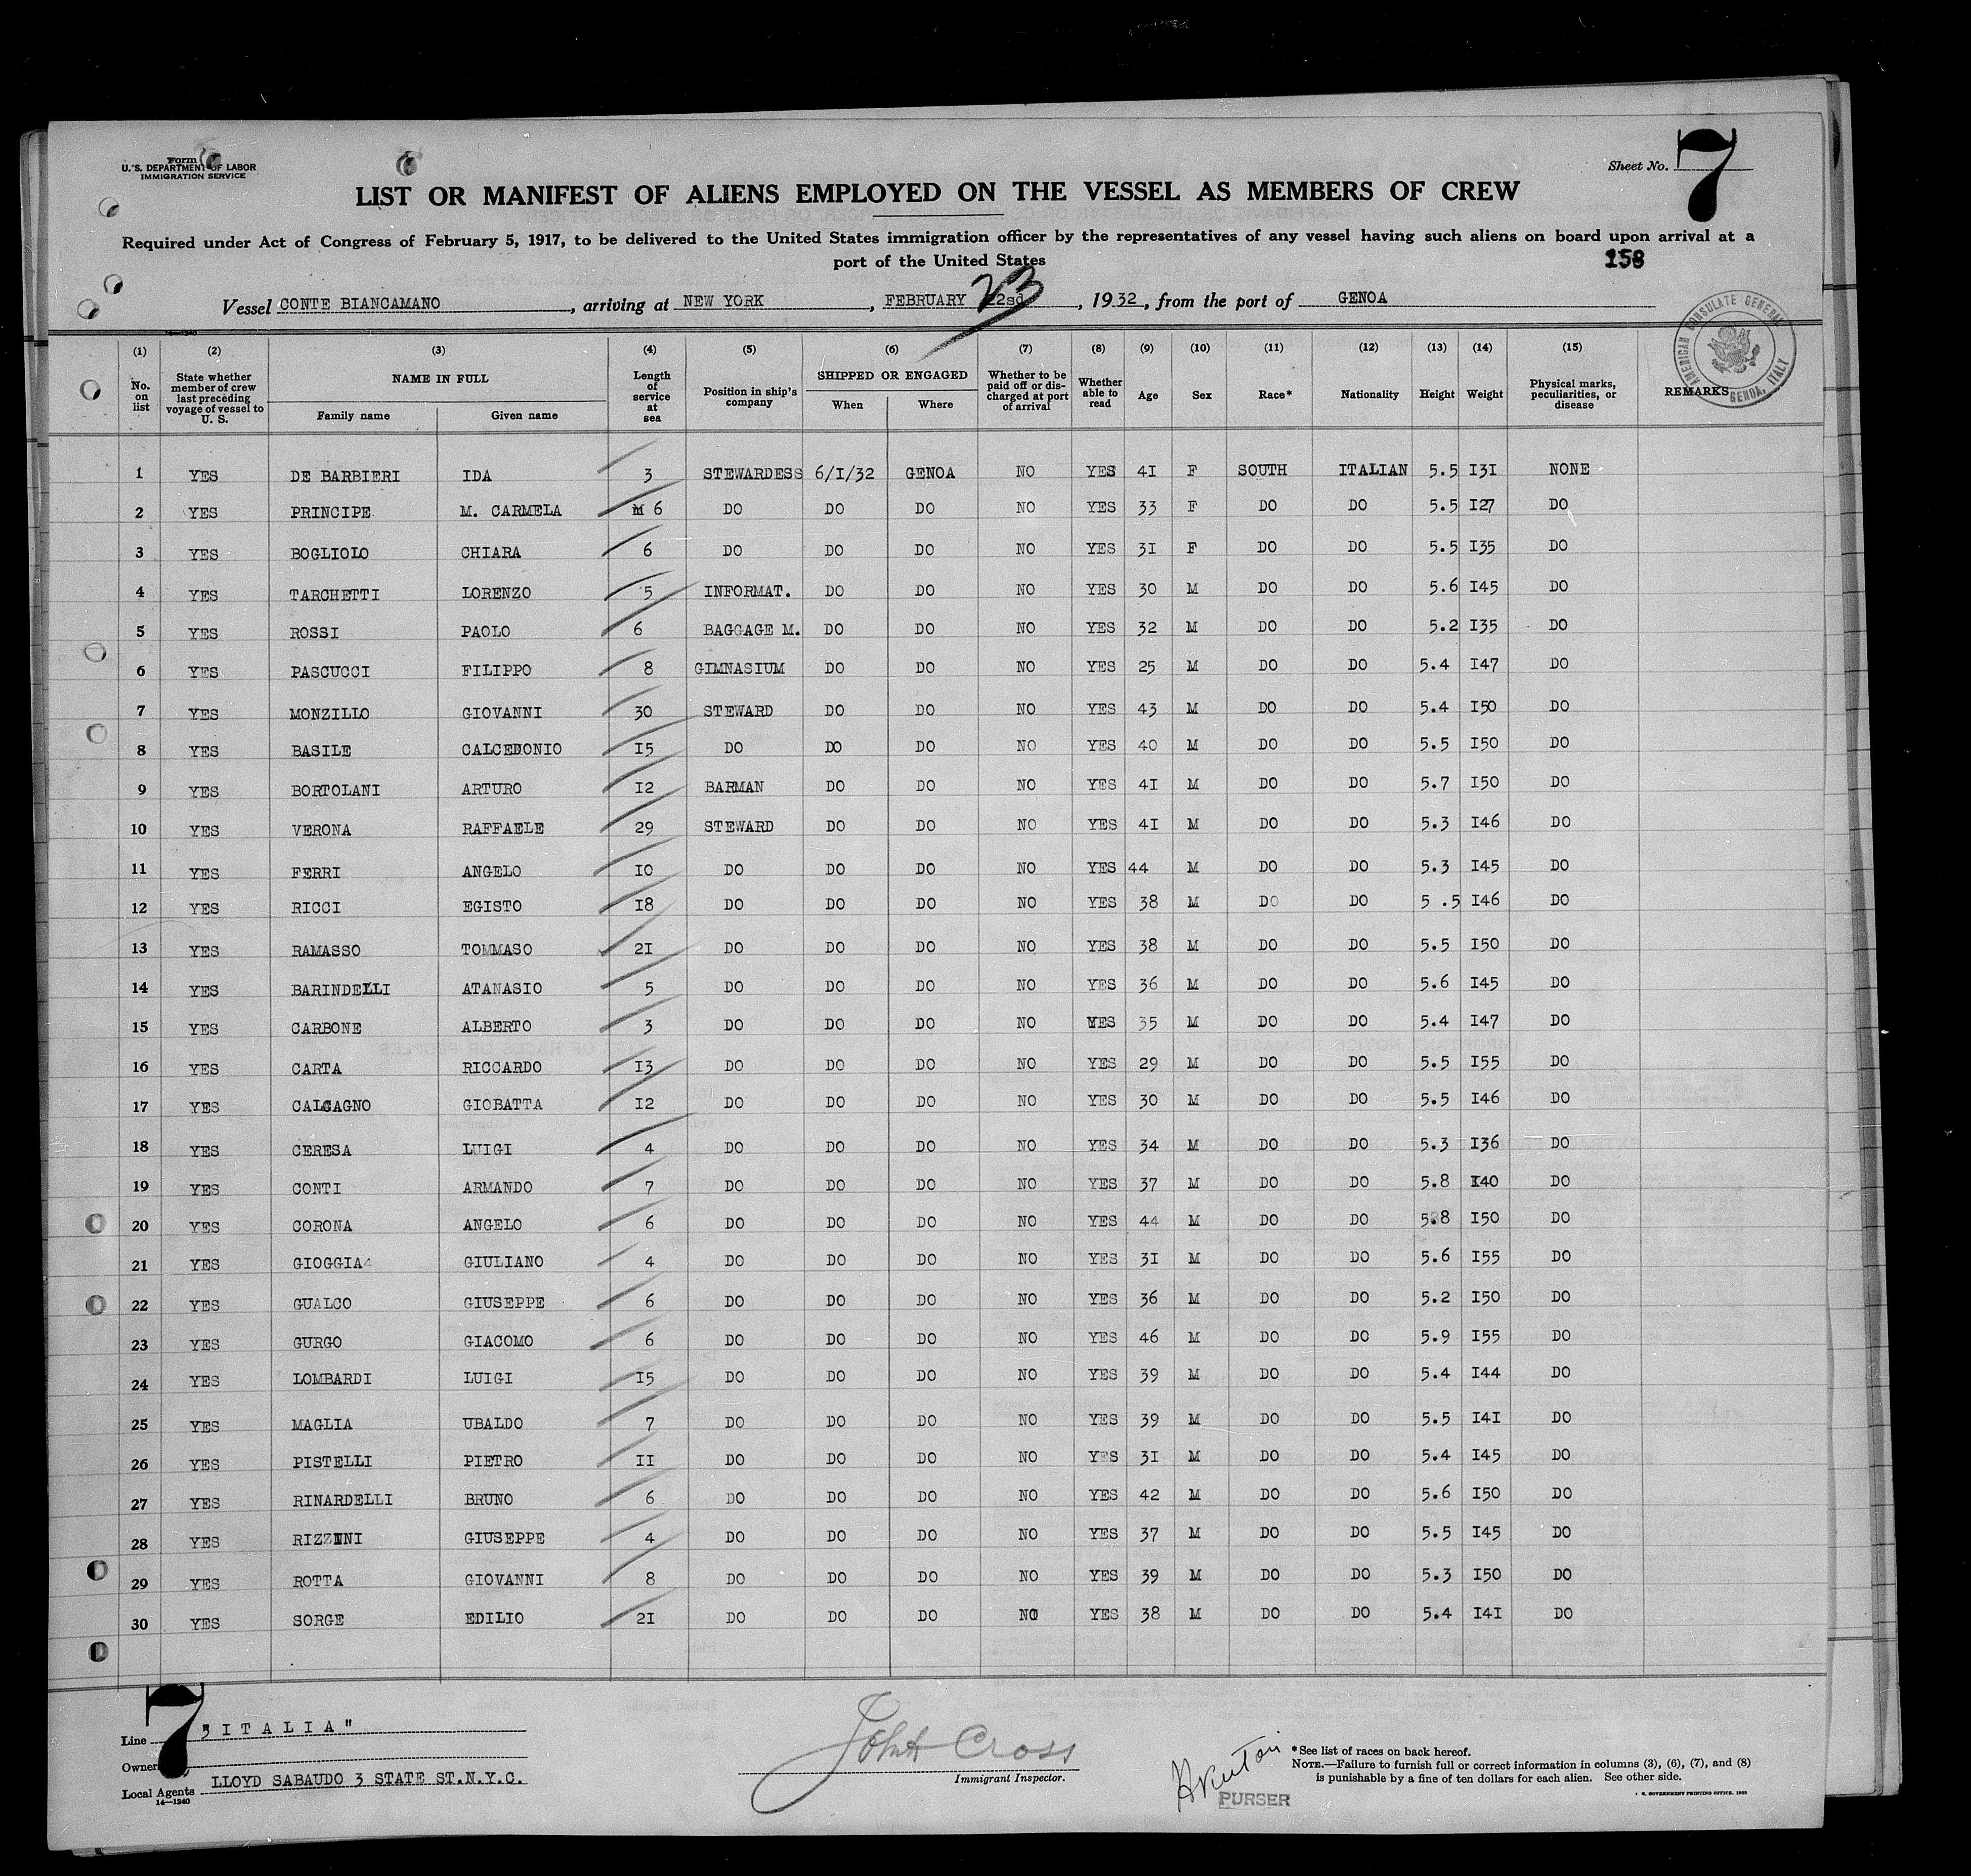 Form
U. S. DEPARTMENT OF LABOR
IMMIGRATION SERVICE
Sheet No. 7
LIST OR MANIFEST OF ALIENS EMPLOYED ON THE VESSEL AS MEMBERS OF CREW
Required under Act of Congress of February 5, 1917, to be delivered to the United States immigration officer by the representatives of any vessel having such aliens on board upon arrival at a
port of the United States
158
Vessel CONTE BIANCAMANO, arriving at NEW YORK, FEBRUARY 22sd 23, 1932, from the port of GENOA
AMERICAN CONSULATE GENERAL GENOA, ITALY
(1) (2) (3) (4) (5) (6) (7) (8) (9) (10) (11) (12) (13) (14) (15)
No. on list State whether member of crew last preceding voyage of vessel to U. S. NAME IN FULL Family name Given name Length of service at sea Position in ship's company SHIPPED OR ENGAGED When Where Whether to be paid off or discharged at port of arrival Whether able to read Age Sex Race* Nationality Height Weight Physical marks, peculiarities, or disease REMARKS
1 YES DE BARBIERI IDA 3 STEWARDESS 6/I/32 GENOA NO YES 4I F SOUTH ITALIAN 5.5 I3I NONE
2 YES PRINCIPE M. CARMELA M 6 DO DO DO NO YES 33 F DO DO 5.5 I27 DO
3 YES BOGLIOLO CHIARA 6 DO DO DO NO YES 3I F DO DO 5.5 I35 DO
4 YES TARCHETTI LORENZO 5 INFORMAT. DO DO NO YES 30 M DO DO 5.6 I45 DO
5 YES ROSSI PAOLO 6 BAGGAGE M. DO DO NO YES 32 M DO DO 5.2 I35 DO
6 YES PASCUCCI FILIPPO 8 GIMNASIUM DO DO NO YES 25 M DO DO 5.4 I47 DO
7 YES MONZILLO GIOVANNI 30 STEWARD DO DO NO YES 43 M DO DO 5.4 I50 DO
8 YES BASILE CALCEDONIO I5 DO DO DO NO YES 40 M DO DO 5.5 I50 DO
9 YES BORTOLANI ARTURO I2 BARMAN DO DO NO YES 4I M DO DO 5.7 I50 DO
10 YES VERONA RAFFAELE 29 STEWARD DO DO NO YES 4I M DO DO 5.3 I46 DO
11 YES FERRI ANGELO IO DO DO DO NO YES 44 M DO DO 5.3 I45 DO
12 YES RICCI EGISTO I8 DO DO DO NO YES 38 M DO DO 5 .5 I46 DO
13 YES RAMASSO TOMMASO 2I DO DO DO NO YES 38 M DO DO 5.5 I50 DO
14 YES BARINDELLI ATANASIO 5 DO DO DO NO YES 36 M DO DO 5.6 I45 DO
15 YES CARBONE ALBERTO 3 DO DO DO NO YES 35 M DO DO 5.4 I47 DO
16 YES CARTA RICCARDO I3 DO DO DO NO YES 29 M DO DO 5.5 I55 DO
17 YES CALCAGNO GIOBATTA I2 DO DO DO NO YES 30 M DO DO 5.5 I46 DO
18 YES CERESA LUIGI 4 DO DO DO NO YES 34 M DO DO 5.3 I36 DO
19 YES CONTI ARMANDO 7 DO DO DO NO YES 37 M DO DO 5.8 I40 DO
20 YES CORONA ANGELO 6 DO DO DO NO YES 44 M DO DO 5.8 I50 DO
21 YES GIOGGIA GIULIANO 4 DO DO DO NO YES 3I M DO DO 5.6 I55 DO
22 YES GUALCO GIUSEPPE 6 DO DO DO NO YES 36 M DO DO 5.2 I50 DO
23 YES GURGO GIACOMO 6 DO DO DO NO YES 46 M DO DO 5.9 I55 DO
24 YES LOMBARDI LUIGI I5 DO DO DO NO YES 39 M DO DO 5.4 I44 DO
25 YES MAGLIA UBALDO 7 DO DO DO NO YES 39 M DO DO 5.5 I4I DO
26 YES PISTELLI PIETRO II DO DO DO NO YES 3I M DO DO 5.4 I45 DO
27 YES RINARDELLI BRUNO 6 DO DO DO NO YES 42 M DO DO 5.6 I50 DO
28 YES RIZZINI GIUSEPPE 4 DO DO DO NO YES 37 M DO DO 5.5 I45 DO
29 YES ROTTA GIOVANNI 8 DO DO DO NO YES 39 M DO DO 5.3 I50 DO
30 YES SORGE EDILIO 2I DO DO DO NO YES 38 M DO DO 5.4 I4I DO
7
Line "ITALIA"
Owner
Local Agents LLOYD SABAUDO 3 STATE ST.N.Y.C.
14—1240
John Cross
Immigrant Inspector.
PURSER
*See list of races on back hereof.
NOTE.—Failure to furnish full or correct information in columns (3), (6), (7), and (8)
is punishable by a fine of ten dollars for each alien. See other side.
U. S. GOVERNMENT PRINTING OFFICE